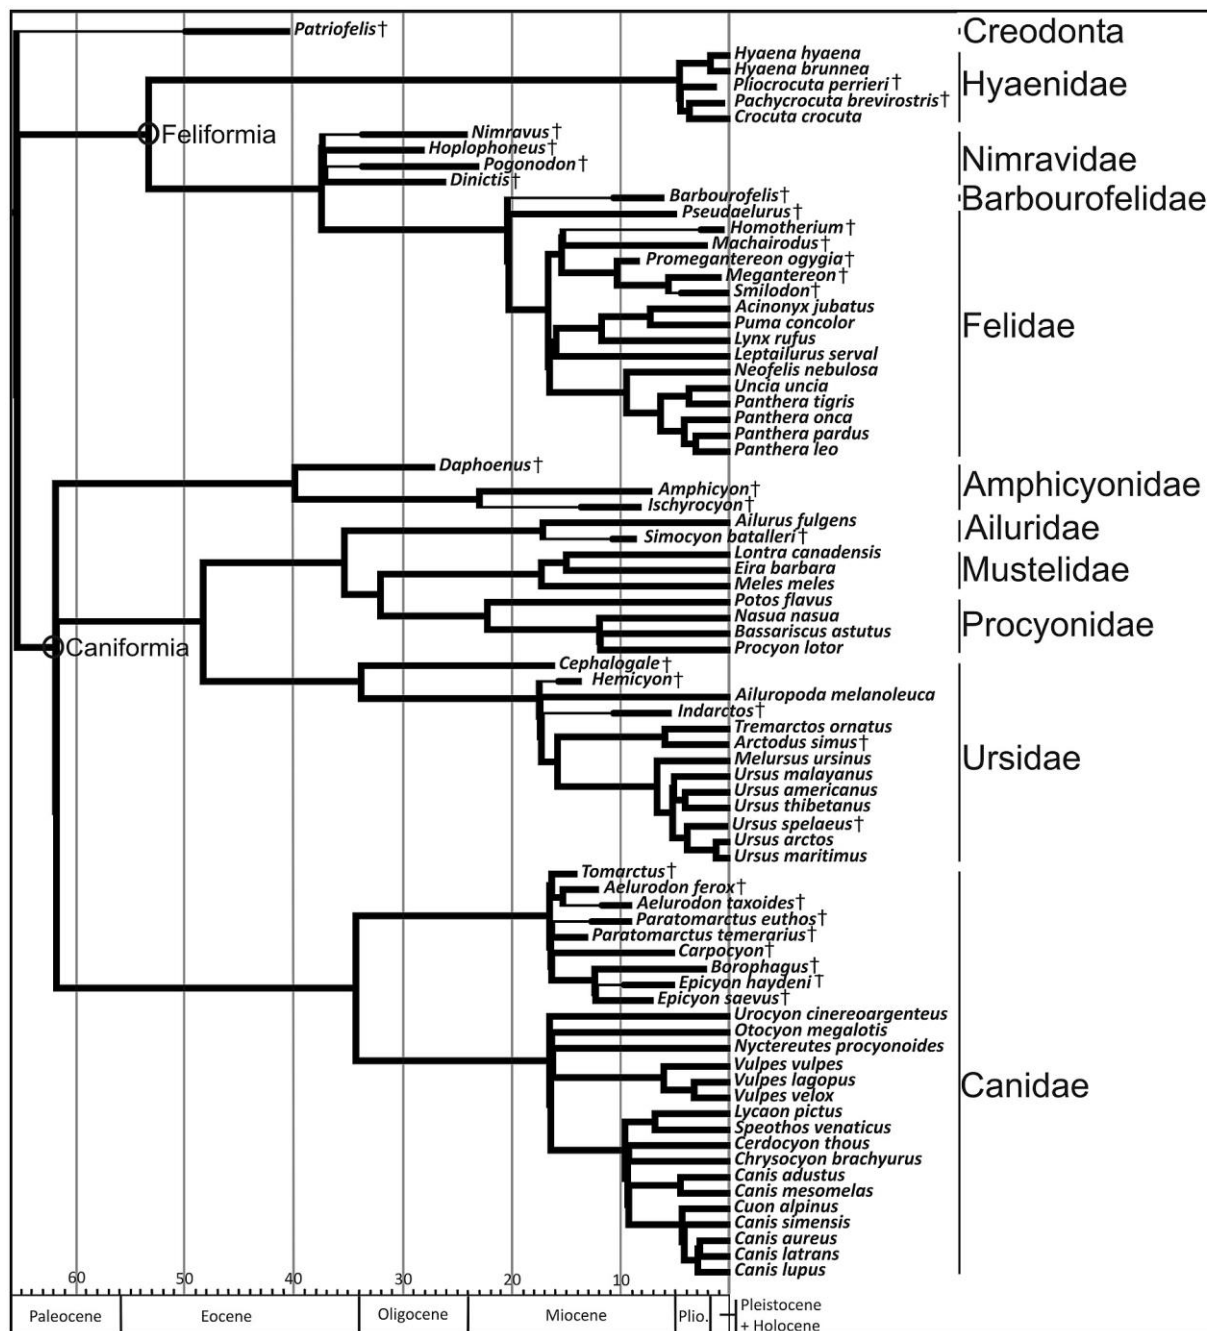 Patriofelis†
Creodonta
Hyaena hyaena
Hyaena brunnea
Pliocrocuta perrieri†
Pachycrocuta brevirostris†
Crocuta crocuta
Hyaenidae
Feliformia
Nimravus†
Hoplophoneus†
Pogonodon†
Dinictis†
Nimravidae
Barbourofelis†
Barbourofelidae
Pseudaelurus†
Homotherium†
Machairodus†
Promegantereon ogygia†
Megantereon†
Smilodon†
Acinonyx jubatus
Puma concolor
Lynx rufus
Leptailurus serval
Neofelis nebulosa
Uncia uncia
Panthera tigris
Panthera onca
Panthera pardus
Panthera leo
Felidae
Daphoenus†
Amphicyon†
Ischyrocyon†
Amphicyonidae
Ailurus fulgens
Simocyon batalleri†
Ailuridae
Lontra canadensis
Eira barbara
Meles meles
Mustelidae
Potos flavus
Nasua nasua
Bassariscus astutus
Procyon lotor
Procyonidae
Caniformia
Cephalogale†
Hemicyon†
Ailuropoda melanoleuca
Indarctos†
Tremarctos ornatus
Arctodus simus†
Melursus ursinus
Ursus malayanus
Ursus americanus
Ursus thibetanus
Ursus spelaeus†
Ursus arctos
Ursus maritimus
Ursidae
Tomarctus†
Aelurodon ferox†
Aelurodon taxoides†
Paratomarctus euthos†
Paratomarctus temerarius†
Carpocyon†
Borophagus†
Epicyon haydeni†
Epicyon saevus†
Urocyon cinereoargenteus
Otocyon megalotis
Nyctereutes procyonoides
Vulpes vulpes
Vulpes lagopus
Vulpes velox
Lycaon pictus
Speothos venaticus
Cerdocyon thous
Chrysocyon brachyurus
Canis adustus
Canis mesomelas
Cuon alpinus
Canis simensis
Canis aureus
Canis latrans
Canis lupus
Canidae
60 50 40 30 20 10
Paleocene Eocene Oligocene Miocene Plio. Pleistocene
+ Holocene